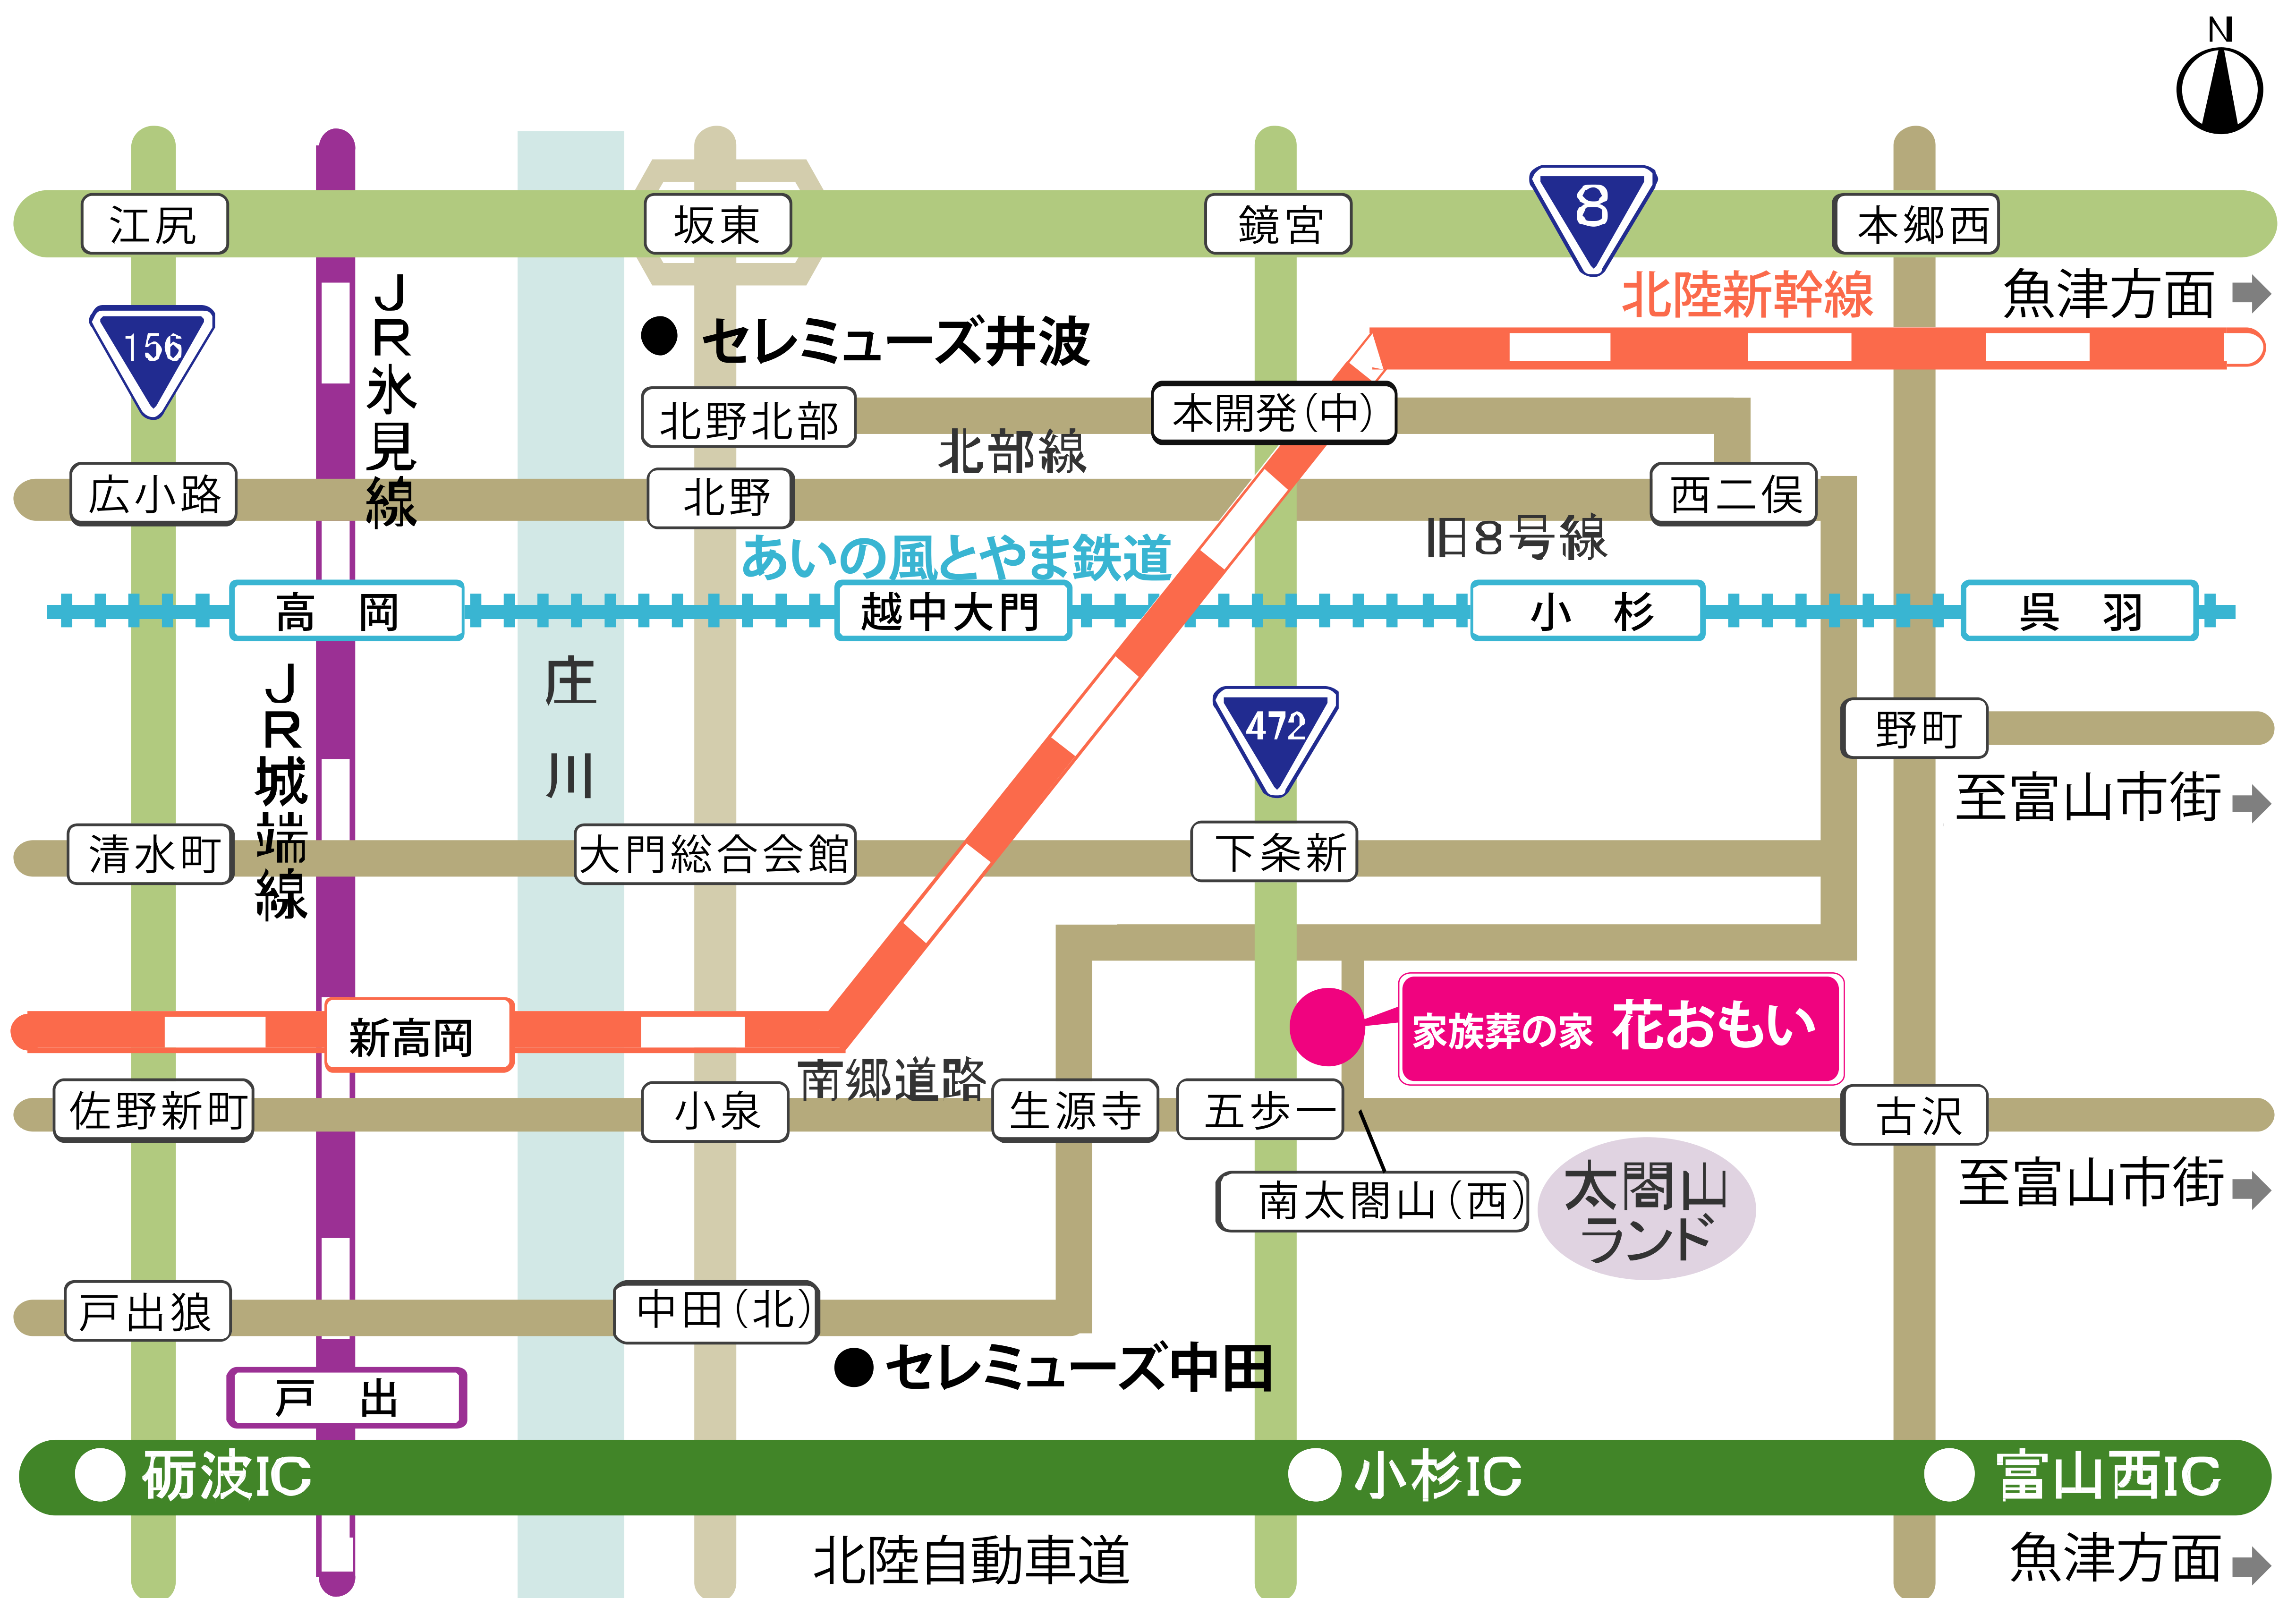 N
江尻
坂東
鏡宮
8
本郷西
魚津方面
北陸新幹線
156
JR氷見線
セレミューズ井波
北野北部
本開発(中)
北部線
広小路
北野
西二俣
旧8号線
あいの風とやま鉄道
高 岡
越中大門
小 杉
呉 羽
庄川
JR城端線
472
野町
至富山市街
清水町
大門総合会館
下条新
家族葬の家 花おもい
新高岡
南郷道路
佐野新町
小泉
生源寺
五歩一
古沢
南太閤山(西)
太閤山
ランド
至富山市街
戸出狼
中田(北)
セレミューズ中田
戸 出
砺波IC
小杉IC
富山西IC
北陸自動車道
魚津方面